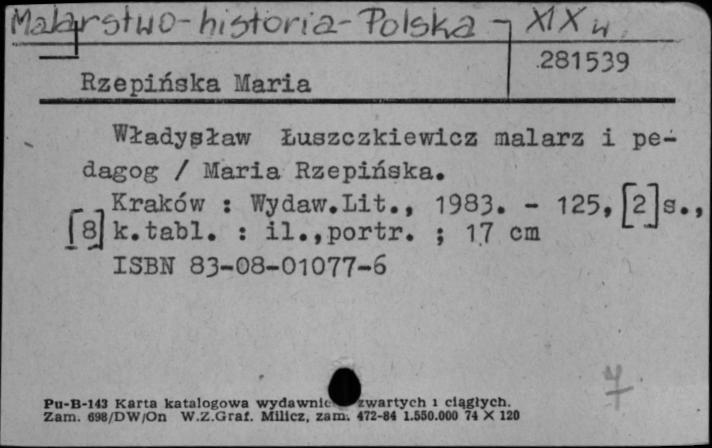 Malarstwo-historia-Polska - XIX w.
281539
Rzepińska Maria
Władysław Łuszczkiewicz malarz i pe-
dagog / Maria Rzepińska.
Kraków : Wydaw.Lit., 1983. - 125, [2]s.,
[8] k.tabl. : il.,portr. ; 17 cm
ISBN 83-08-01077-6
Pu-B-143 Karta katalogowa wydawnic zwartych i ciągłych.
Zam. 698/DW/On W.Z.Graf. Milicz, zam. 472-84 1.550.000 74 X 120